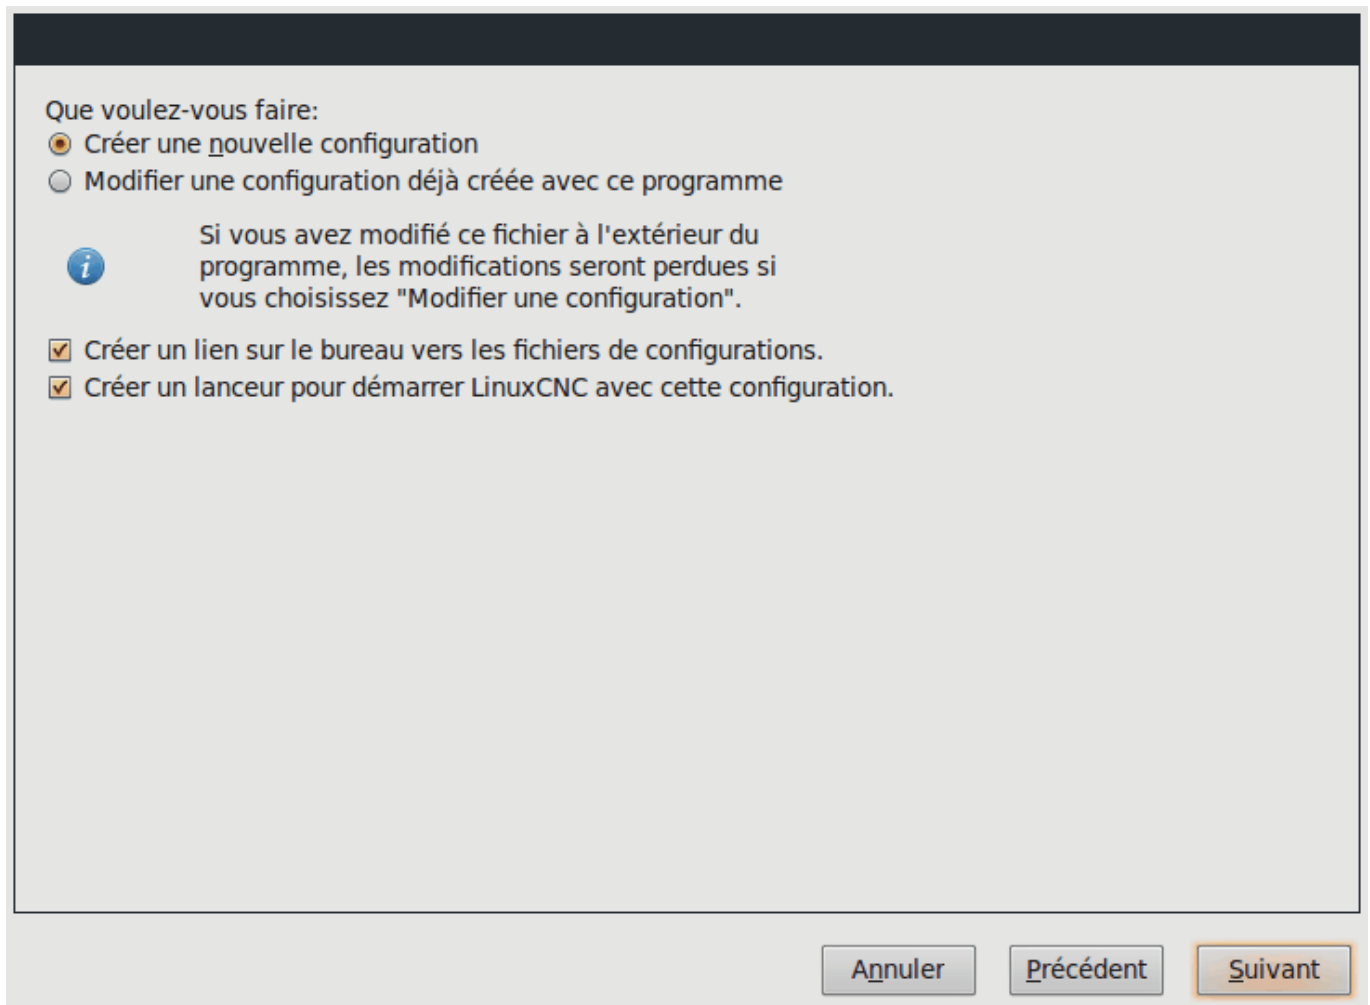 Que voulez-vous faire:
Créer une nouvelle configuration
Modifier une configuration déjà créée avec ce programme
Si vous avez modifié ce fichier à l'extérieur du
programme, les modifications seront perdues si
vous choisissez "Modifier une configuration".
Créer un lien sur le bureau vers les fichiers de configurations.
Créer un lanceur pour démarrer LinuxCNC avec cette configuration.
Annuler
Précédent
Suivant